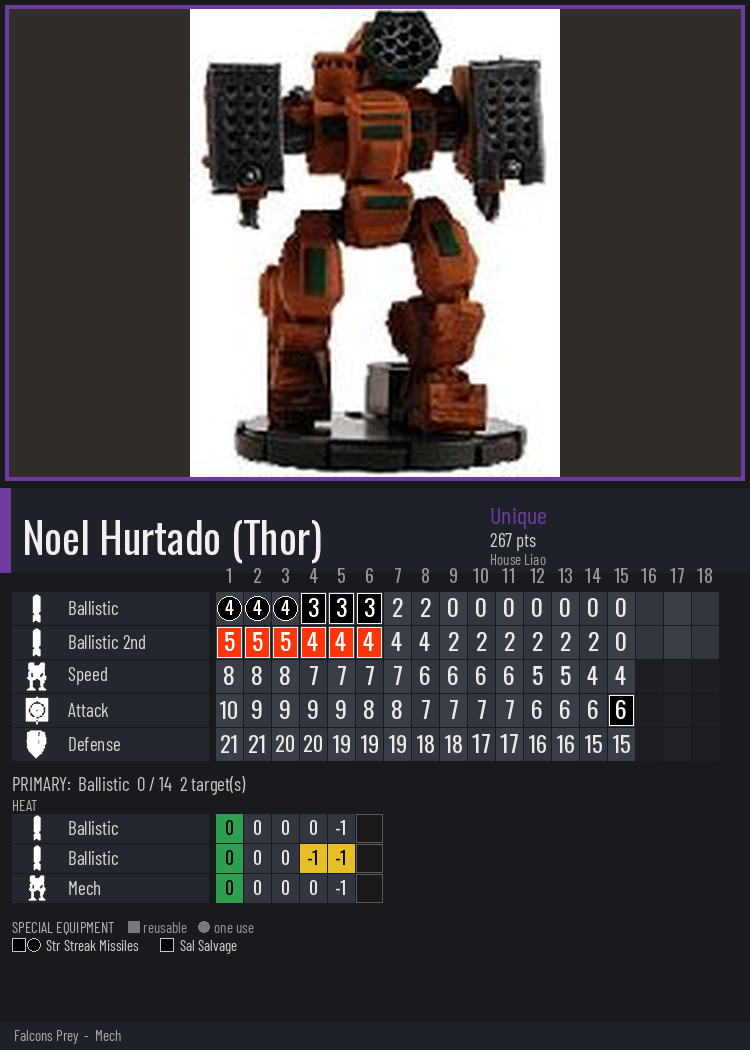 Noel Hurtado (Thor)
Unique
267 pts
House Liao
1 2 3 4 5 6 7 8 9 10 11 12 13 14 15 16 17 18
Ballistic 4 4 4 3 3 3 2 2 0 0 0 0 0 0 0
Ballistic 2nd 5 5 5 4 4 4 4 4 2 2 2 2 2 2 0
Speed 8 8 8 7 7 7 7 6 6 6 6 5 5 4 4
Attack 10 9 9 9 9 8 8 7 7 7 7 6 6 6 6
Defense 21 21 20 20 19 19 19 18 18 17 17 16 16 15 15
PRIMARY: Ballistic 0 / 14 2 target(s)
HEAT
Ballistic 0 0 0 0 -1
Ballistic 0 0 0 -1 -1
Mech 0 0 0 0 -1
SPECIAL EQUIPMENT reusable one use
Str Streak Missiles Sal Salvage
Falcons Prey - Mech